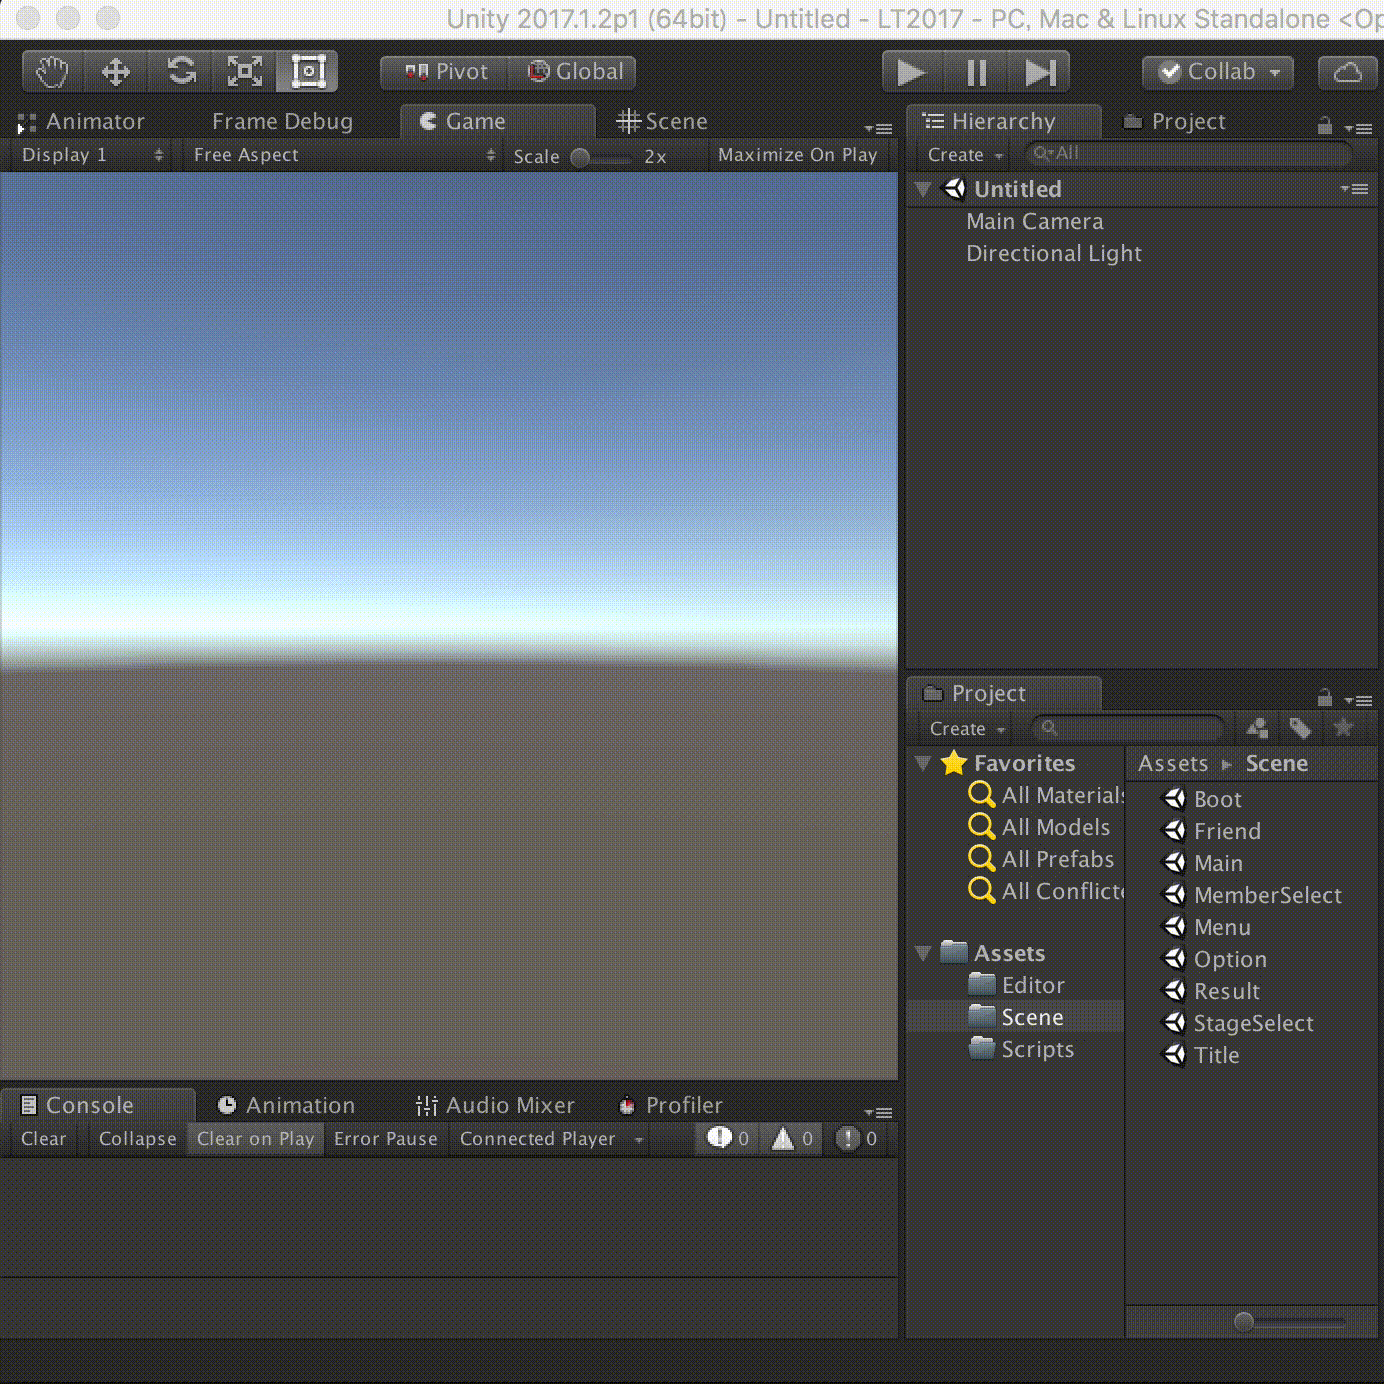 Unity 2017.1.2p1 (64bit) - Untitled - LT2017 - PC, Mac & Linux Standalone <Op
Pivot Global Collab
Animator Frame Debug Game Scene
Display 1 Free Aspect Scale 2x Maximize On Play
Hierarchy Project
Create All
Untitled
Main Camera
Directional Light
Project
Create
Favorites
All Materials
All Models
All Prefabs
All Conflicte
Assets
Editor
Scene
Scripts
Assets Scene
Boot
Friend
Main
MemberSelect
Menu
Option
Result
StageSelect
Title
Console Animation Audio Mixer Profiler
Clear Collapse Clear on Play Error Pause Connected Player 0 0 0